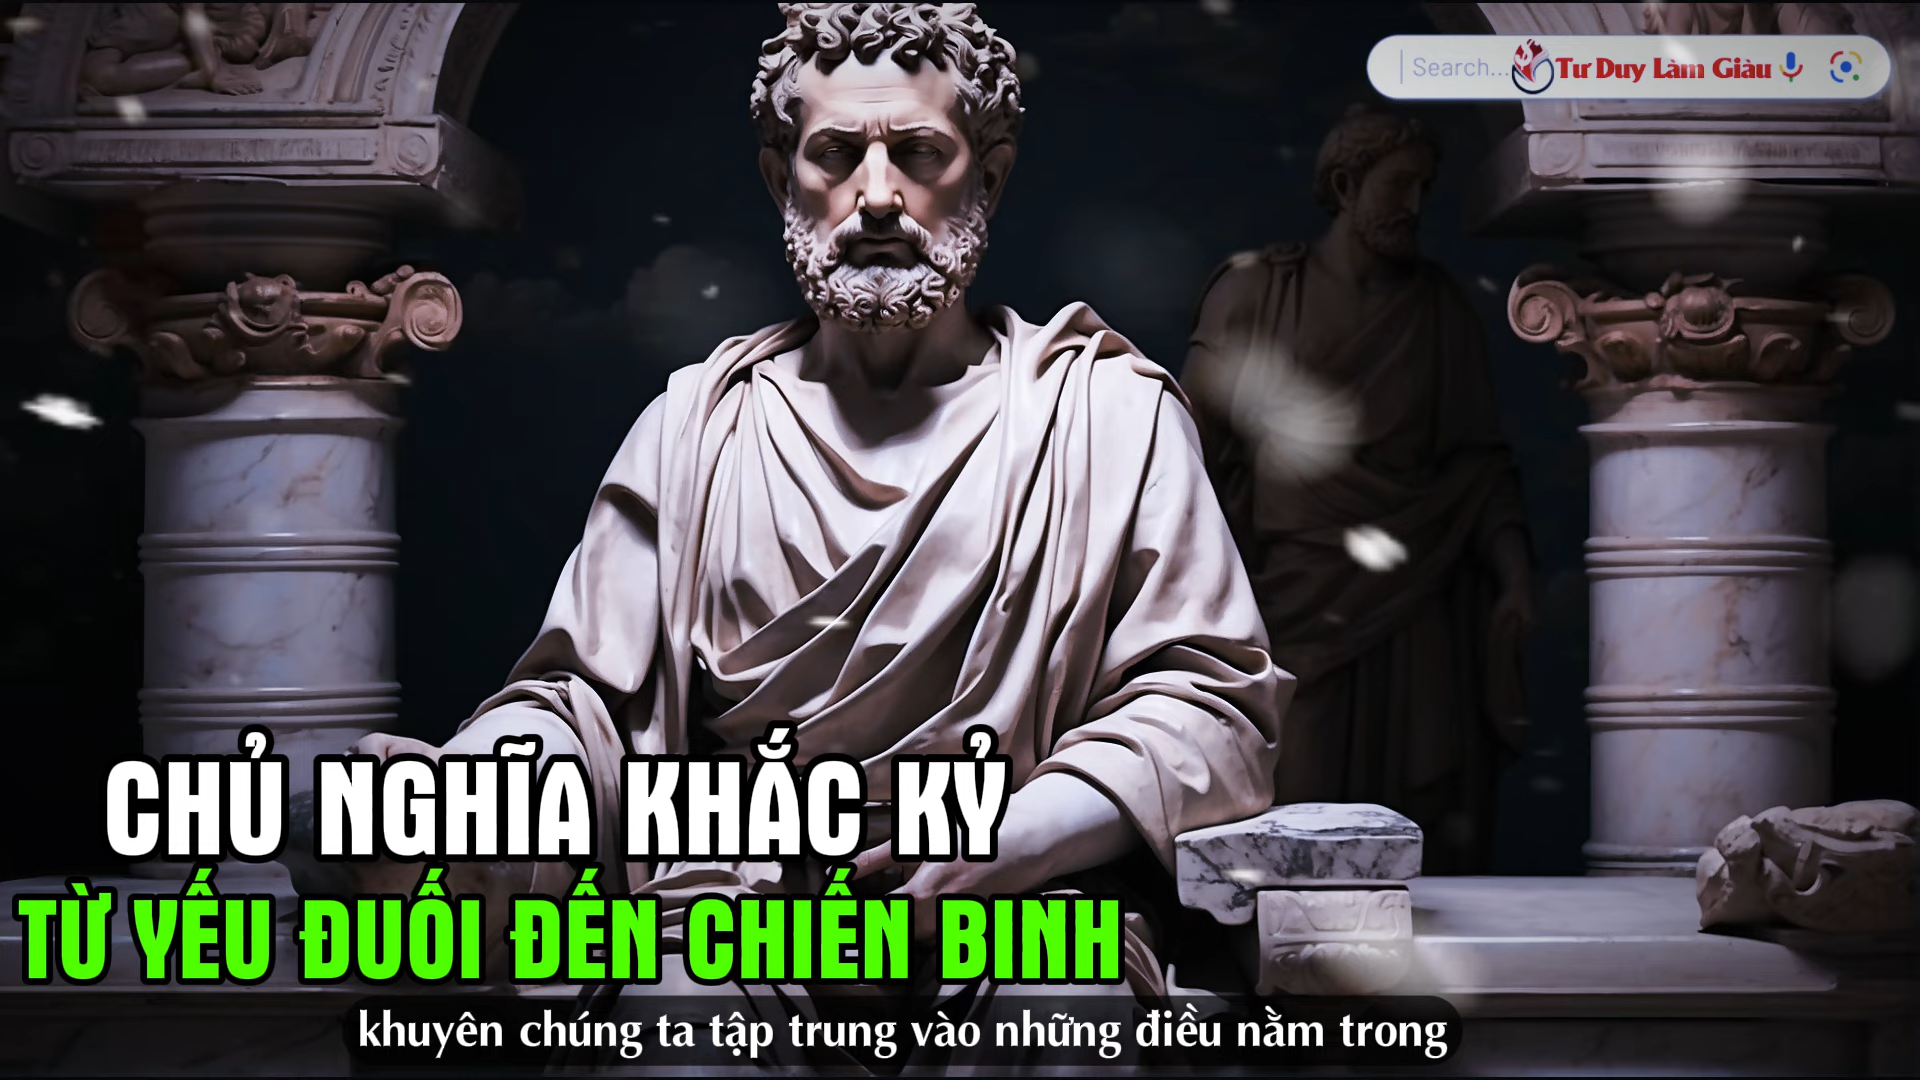 Search... Tư Duy Làm Giàu
CHỦ NGHĨA KHẮC KỶ
TỪ YẾU ĐUỐI ĐẾN CHIẾN BINH
khuyên chúng ta tập trung vào những điều nằm trong